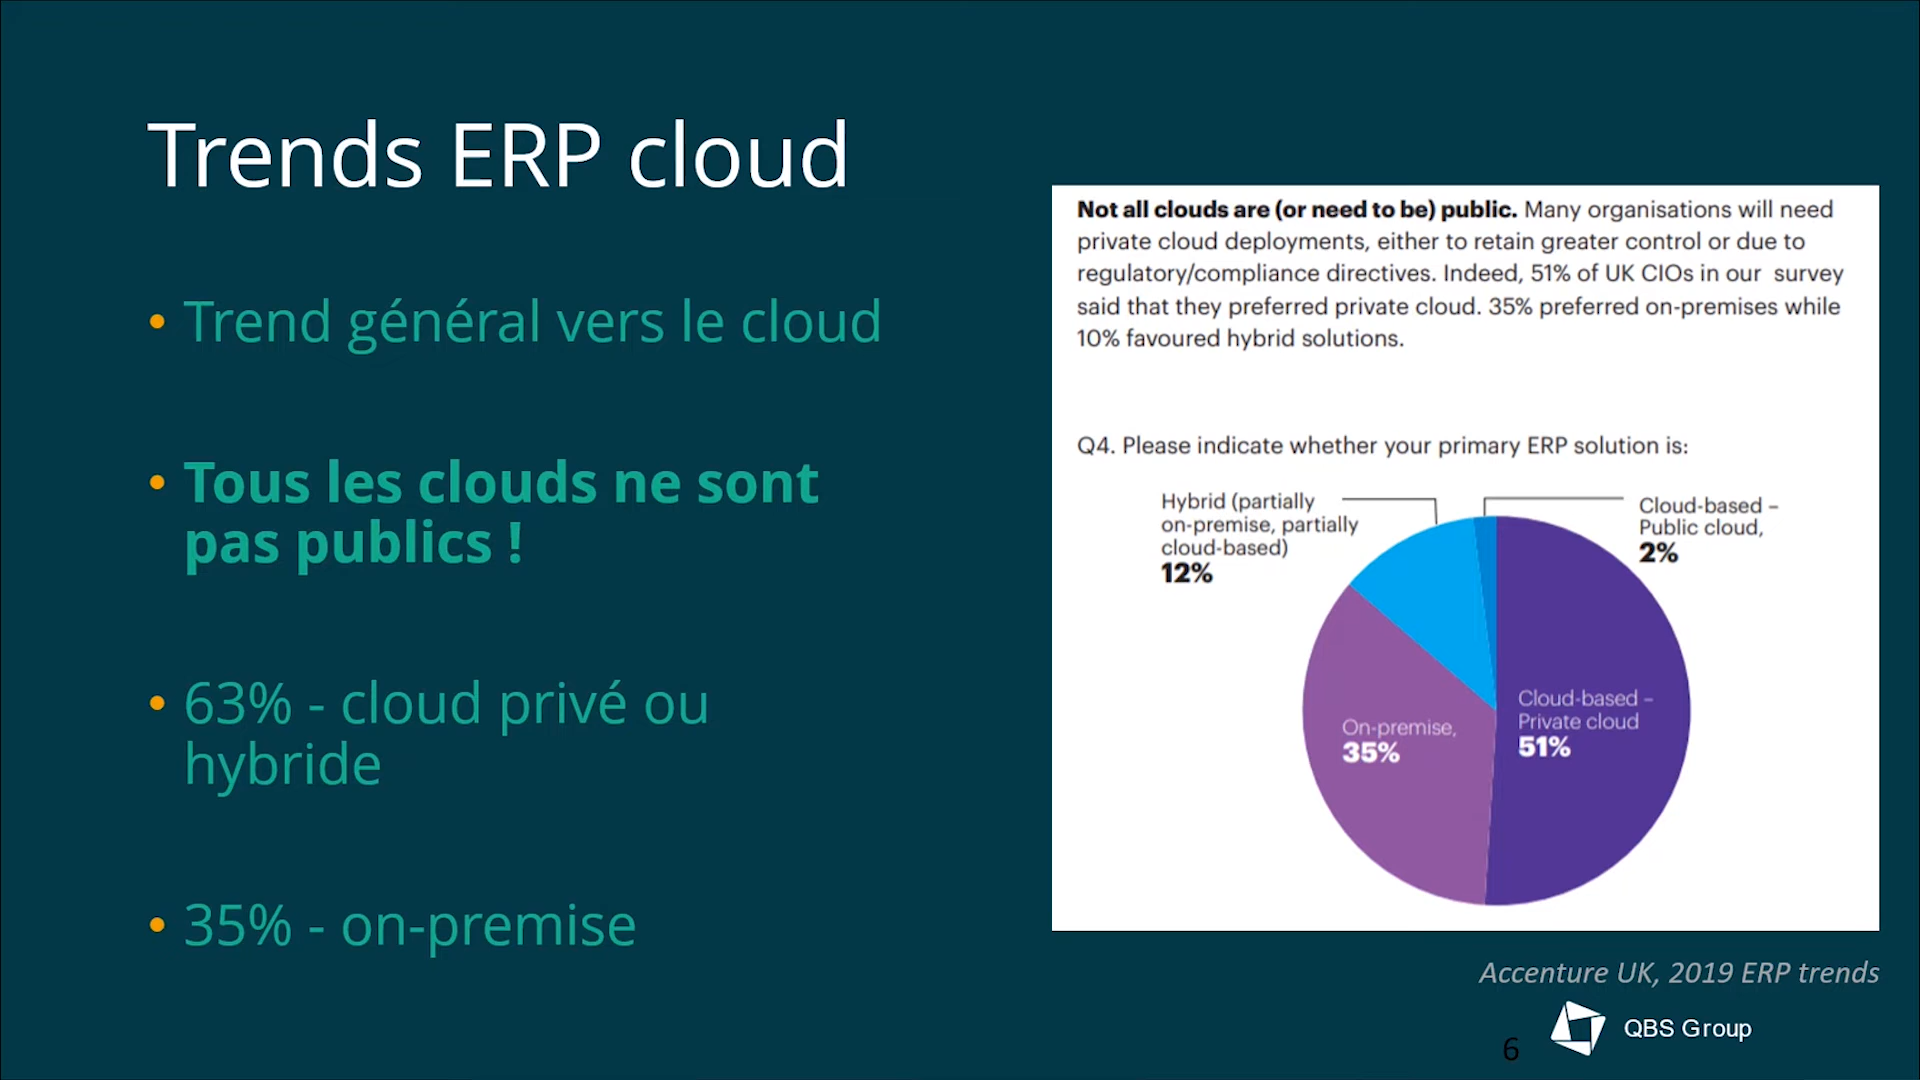 Trends ERP cloud
• Trend général vers le cloud
• Tous les clouds ne sont
pas publics !
• 63% - cloud privé ou
hybride
• 35% - on-premise
Not all clouds are (or need to be) public. Many organisations will need
private cloud deployments, either to retain greater control or due to
regulatory/compliance directives. Indeed, 51% of UK CIOs in our survey
said that they preferred private cloud. 35% preferred on-premises while
10% favoured hybrid solutions.
Q4. Please indicate whether your primary ERP solution is:
Hybrid (partially
on-premise, partially
cloud-based)
12%
Cloud-based –
Public cloud,
2%
On-premise,
35%
Cloud-based –
Private cloud
51%
Accenture UK, 2019 ERP trends
QBS Group
6